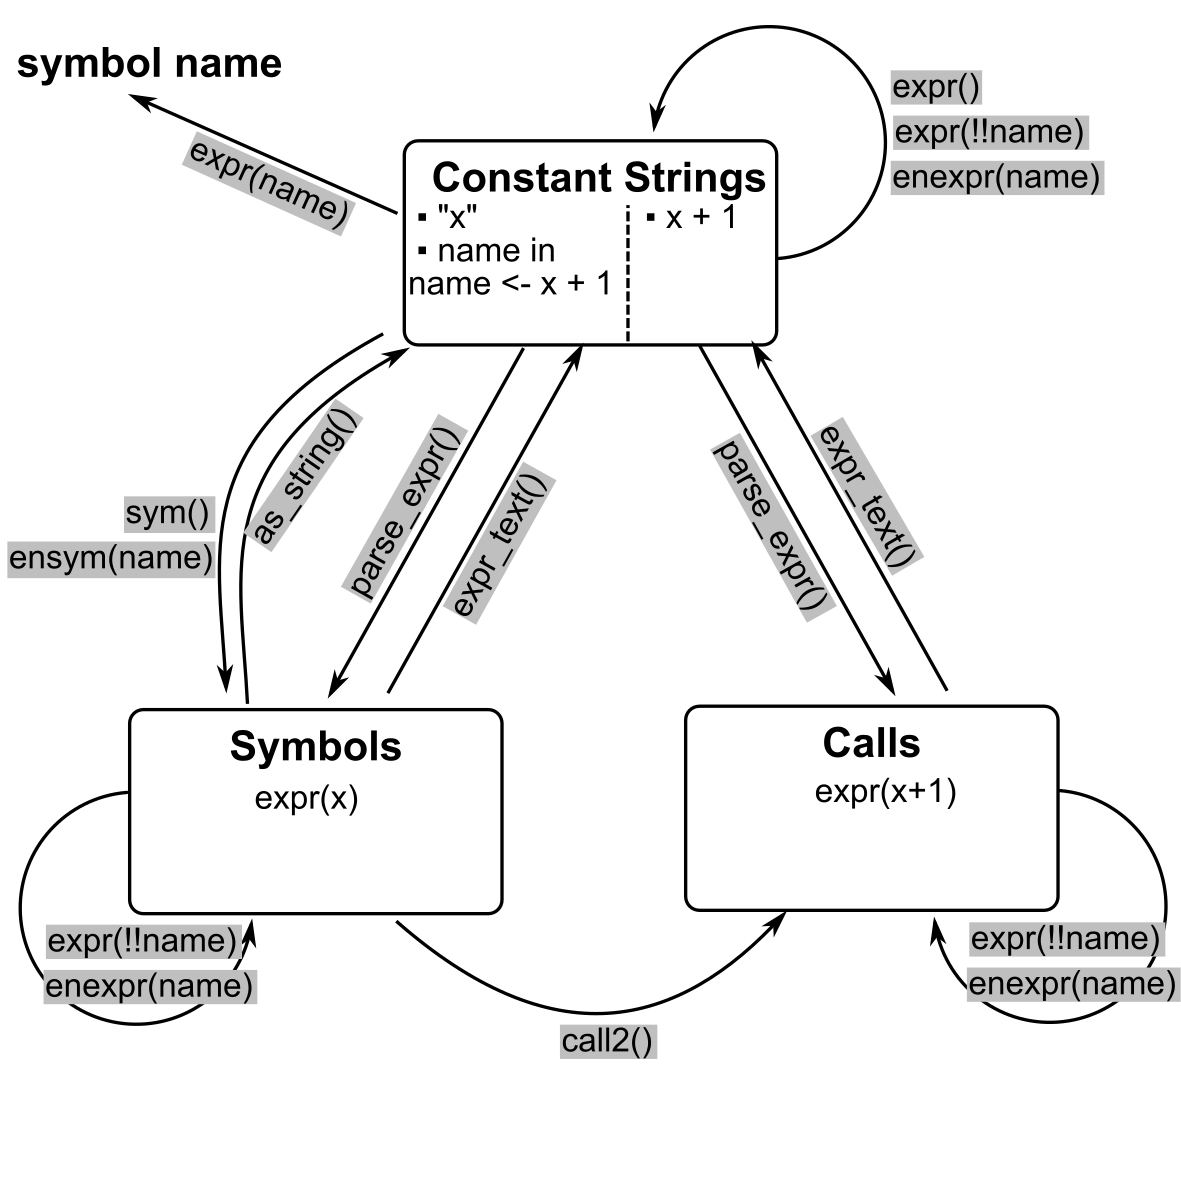 symbol name
expr(name)
expr()
expr(!!name)
enexpr(name)
Constant Strings
▪ "x"
▪ name in
name <- x + 1
▪ x + 1
sym()
ensym(name)
as_string()
parse_expr()
expr_text()
parse_expr()
expr_text()
Symbols
expr(x)
Calls
expr(x+1)
expr(!!name)
enexpr(name)
call2()
expr(!!name)
enexpr(name)